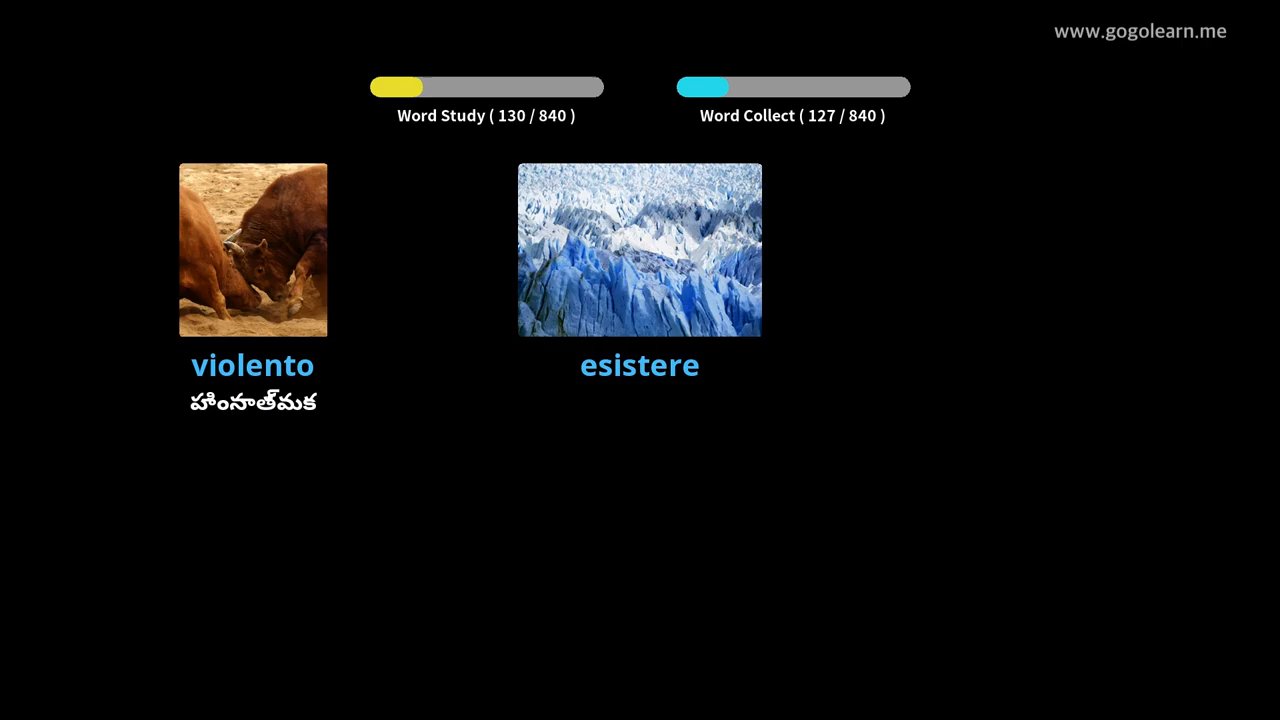 www.gogolearn.me
Word Study ( 130 / 840 )
Word Collect ( 127 / 840 )
violento
esistere
హింసాత్మక